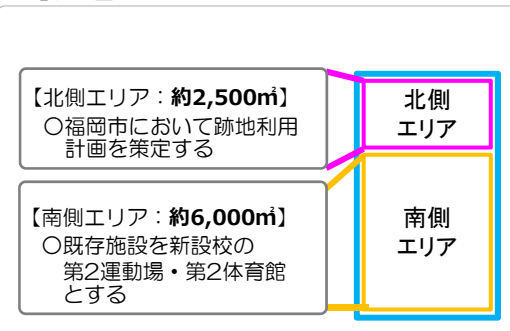 【北側エリア：約2,500㎡】
〇福岡市において跡地利用
計画を策定する
北側
エリア
【南側エリア：約6,000㎡】
〇既存施設を新設校の
第2運動場・第2体育館
とする
南側
エリア